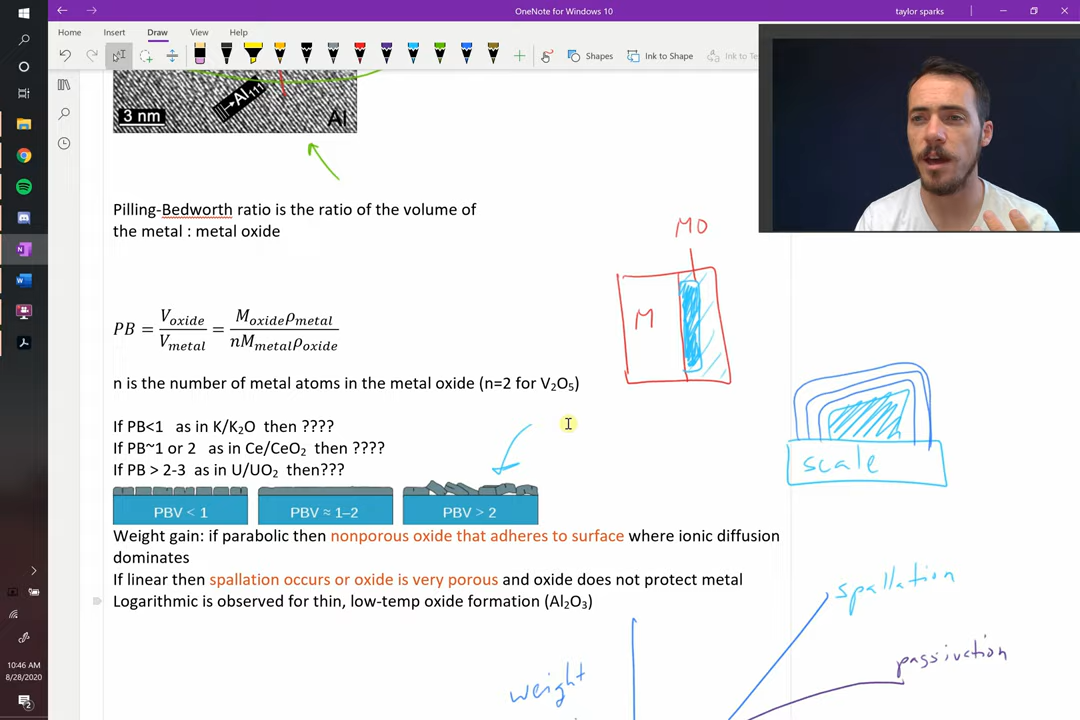 OneNote for Windows 10
taylor sparks
Home Insert Draw View Help
Shapes Ink to Shape Ink to Te
3 nm
Al₁₁₁
Al
Pilling-Bedworth ratio is the ratio of the volume of
the metal : metal oxide
MO
M
PB = V_oxide / V_metal = M_oxide ρ_metal / nM_metal ρ_oxide
n is the number of metal atoms in the metal oxide (n=2 for V₂O₅)
If PB<1 as in K/K₂O then ????
If PB~1 or 2 as in Ce/CeO₂ then ????
If PB > 2-3 as in U/UO₂ then???
scale
PBV < 1 PBV ≈ 1–2 PBV > 2
Weight gain: if parabolic then nonporous oxide that adheres to surface where ionic diffusion
dominates
If linear then spallation occurs or oxide is very porous and oxide does not protect metal
Logarithmic is observed for thin, low-temp oxide formation (Al₂O₃)
spallation
passivation
weight
10:46 AM
8/28/2020